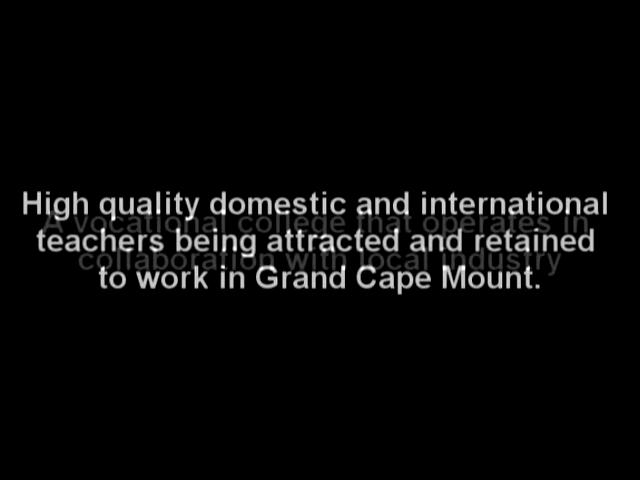 High quality domestic and international
A vocational college that operates in
teachers being attracted and retained
collaboration with local industry
to work in Grand Cape Mount.